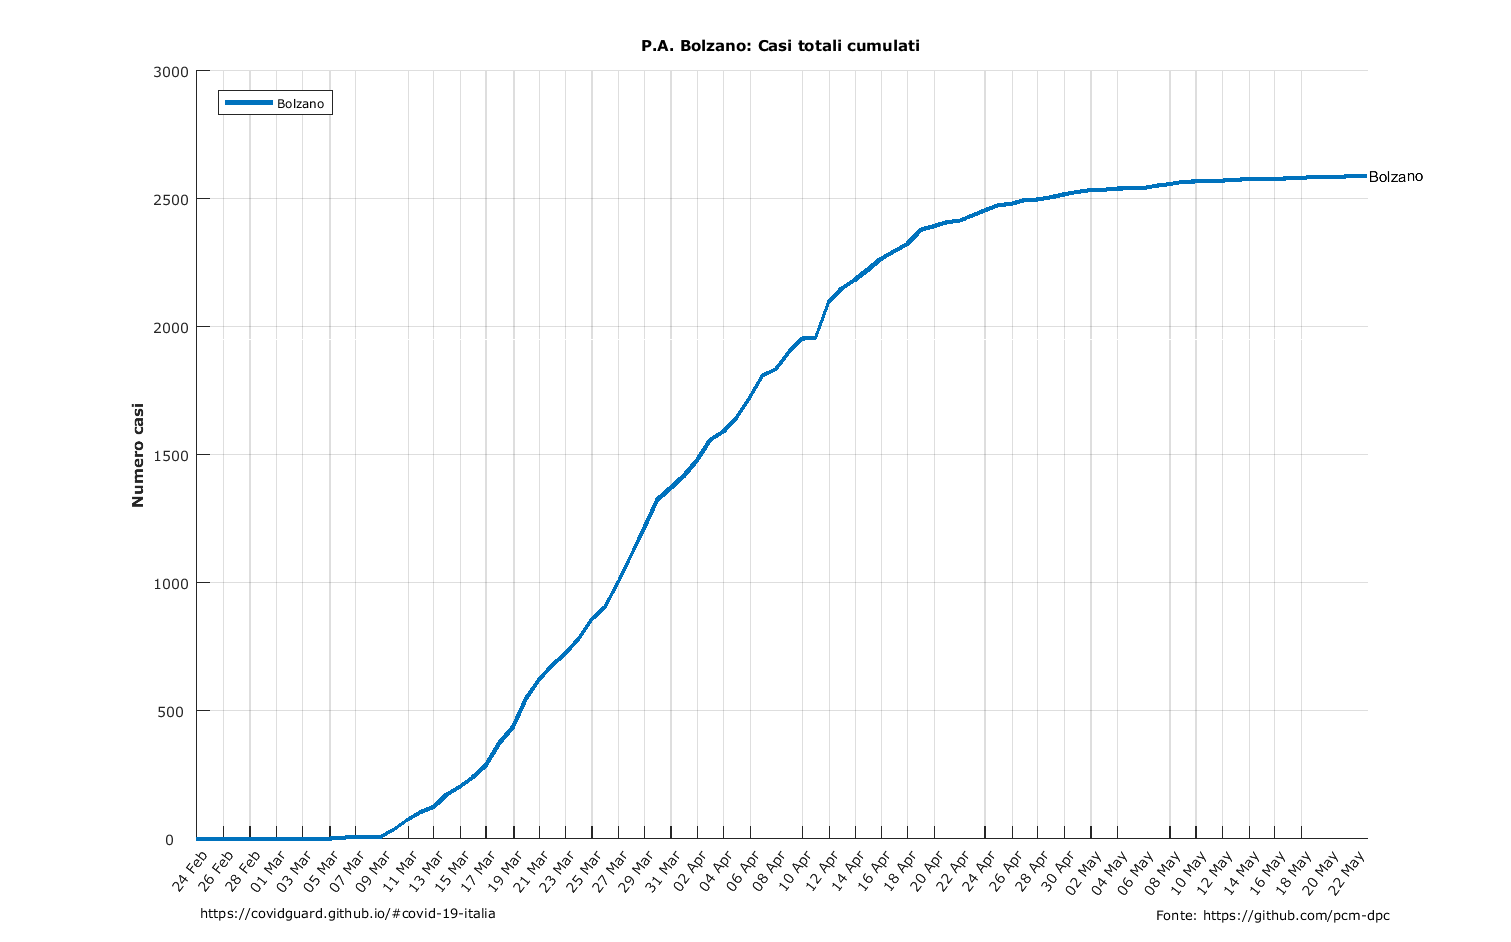 P.A. Bolzano: Casi totali cumulati
3000
Bolzano
Bolzano
2500
2000
Numero casi
1500
1000
500
0
24 Feb
26 Feb
28 Feb
01 Mar
03 Mar
05 Mar
07 Mar
09 Mar
11 Mar
13 Mar
15 Mar
17 Mar
19 Mar
21 Mar
23 Mar
25 Mar
27 Mar
29 Mar
31 Mar
02 Apr
04 Apr
06 Apr
08 Apr
10 Apr
12 Apr
14 Apr
16 Apr
18 Apr
20 Apr
22 Apr
24 Apr
26 Apr
28 Apr
30 Apr
02 May
04 May
06 May
08 May
10 May
12 May
14 May
16 May
18 May
20 May
22 May
https://covidguard.github.io/#covid-19-italia
Fonte: https://github.com/pcm-dpc